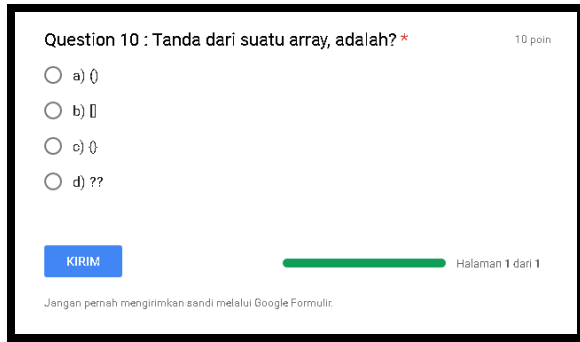 Question 10 : Tanda dari suatu array, adalah? *
10 poin
a) ()
b) []
c) {}
d) ??
KIRIM
Halaman 1 dari 1
Jangan pernah mengirimkan sandi melalui Google Formulir.